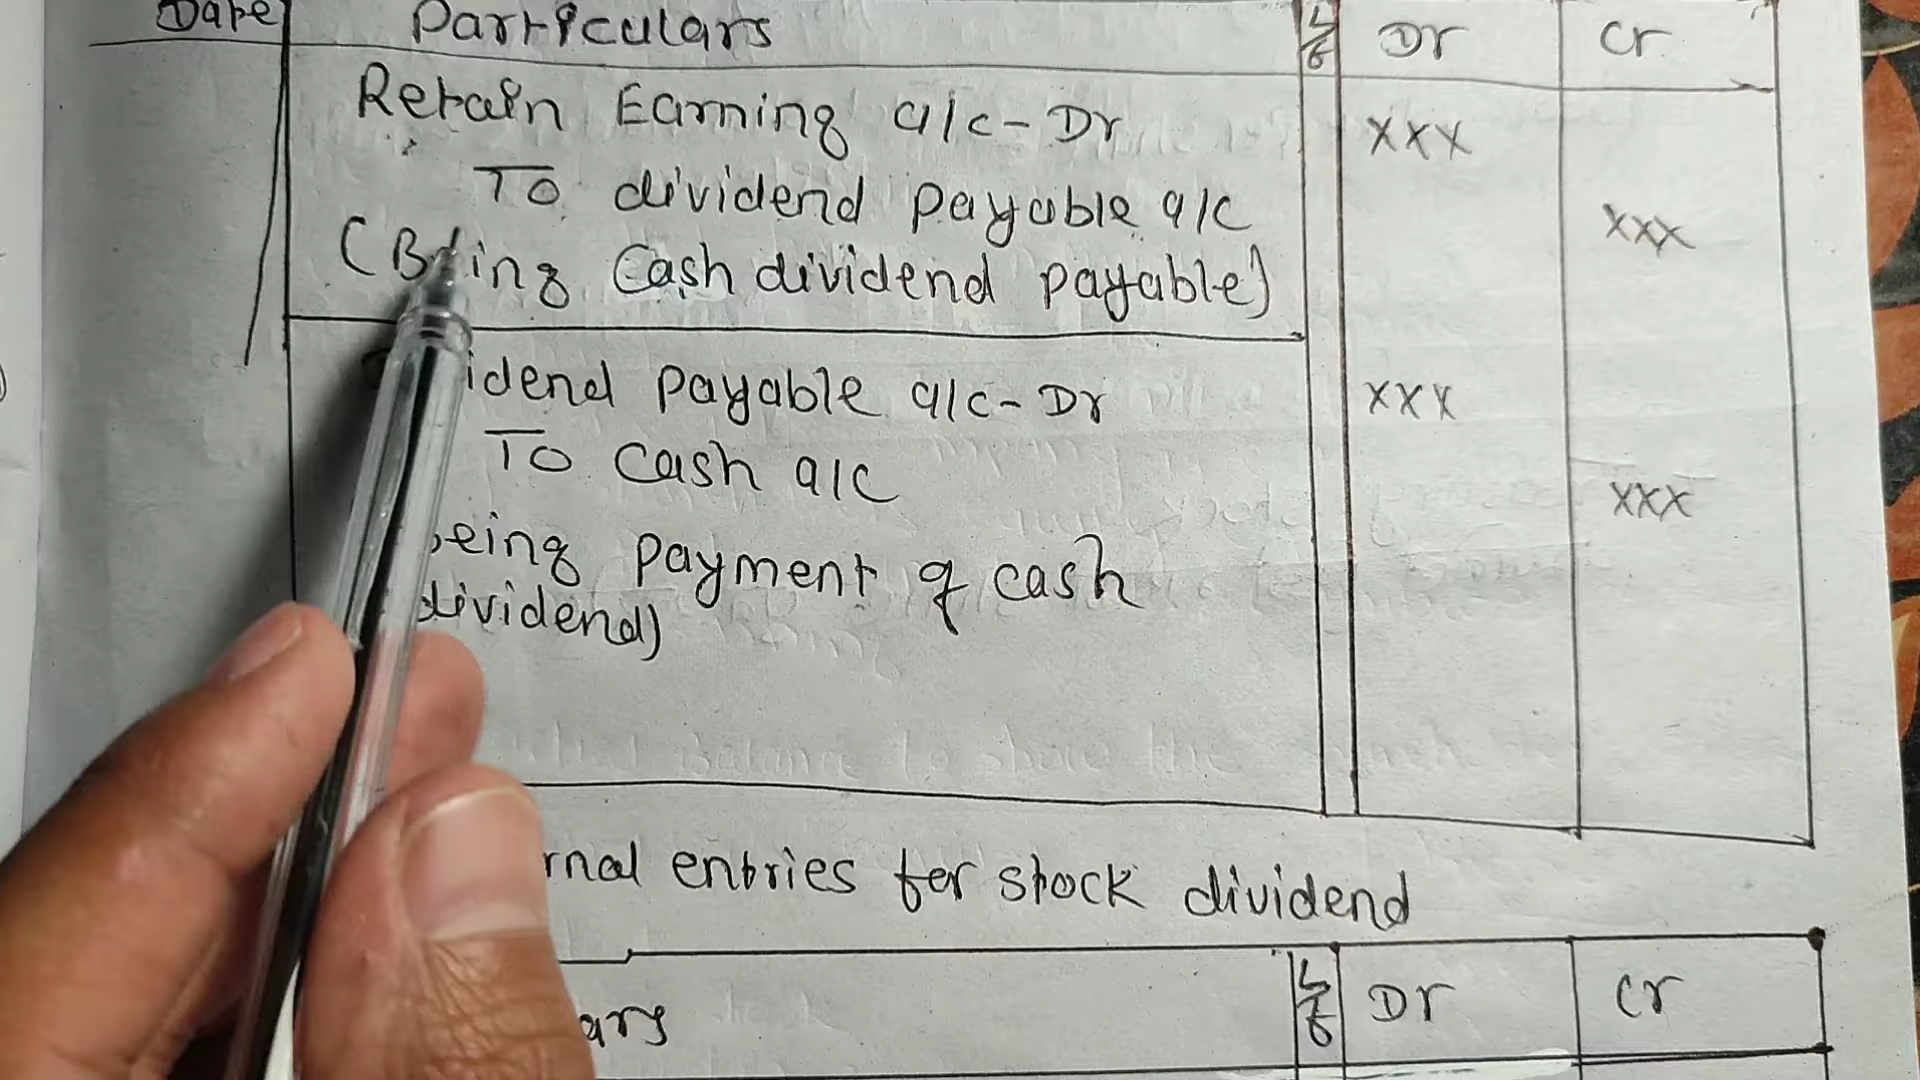 Date Particulars L/F Dr Cr
Retain Earning a/c - Dr xxx
To dividend payable a/c xxx
(Being Cash dividend payable)
idend payable a/c - Dr xxx
To Cash a/c xxx
eing payment of cash
dividend)
rnal entries for stock dividend
ars L/F Dr Cr